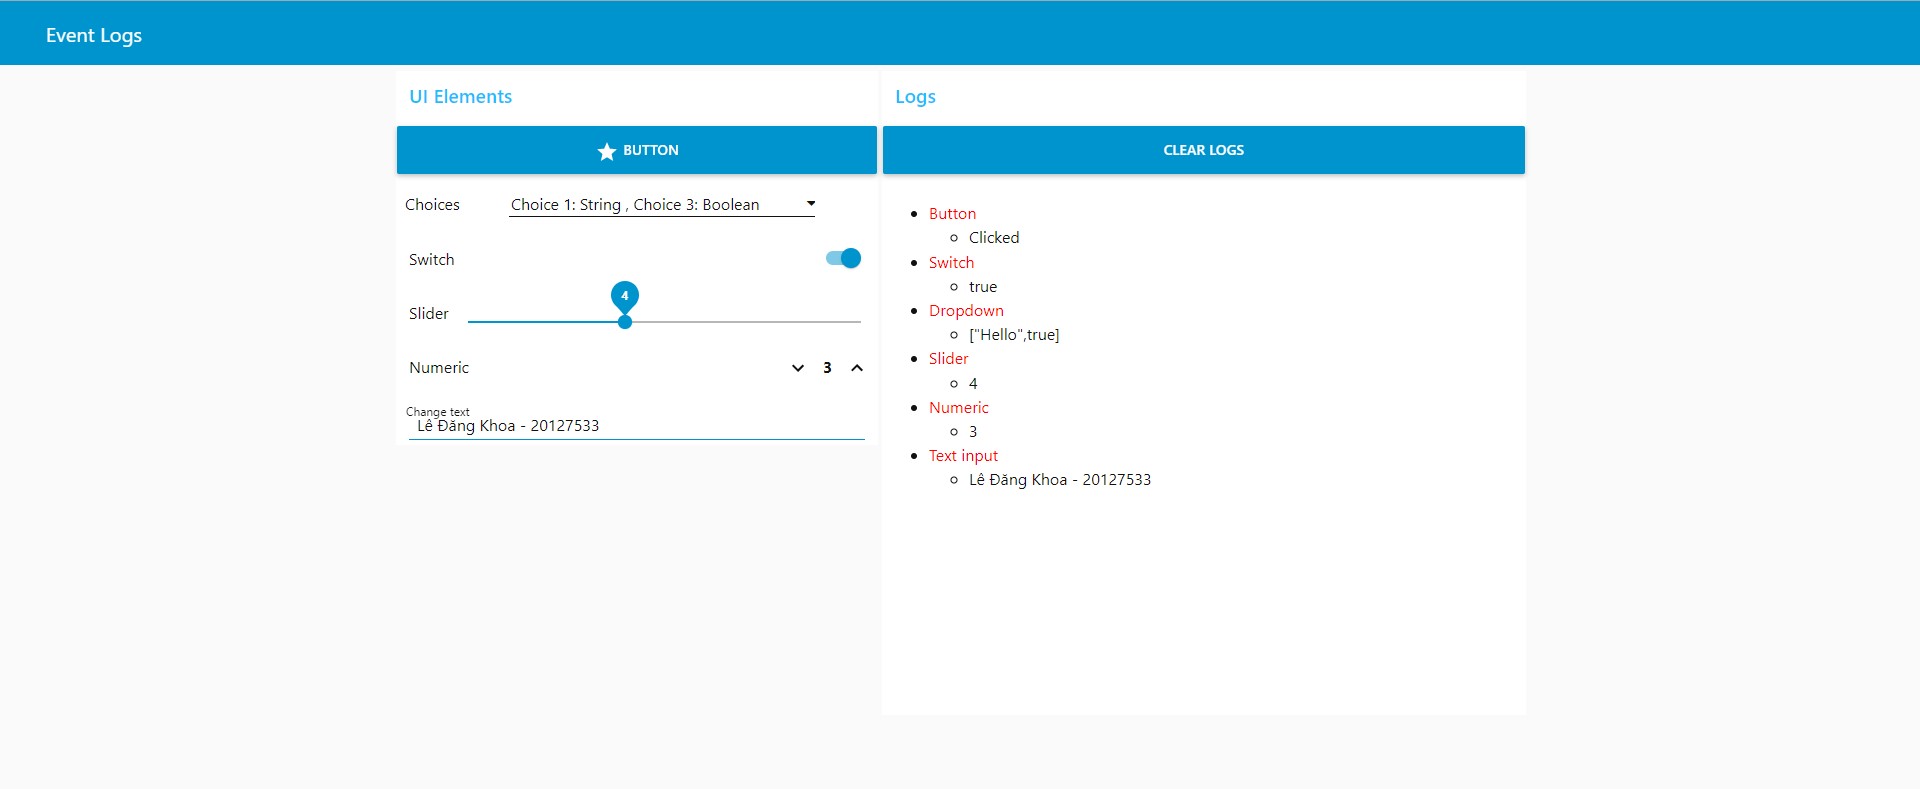 Event Logs
UI Elements
BUTTON
Choices Choice 1: String , Choice 3: Boolean
Switch
4
Slider
Numeric 3
Change text
Lê Đăng Khoa - 20127533
Logs
CLEAR LOGS
Button
Clicked
Switch
true
Dropdown
["Hello",true]
Slider
4
Numeric
3
Text input
Lê Đăng Khoa - 20127533